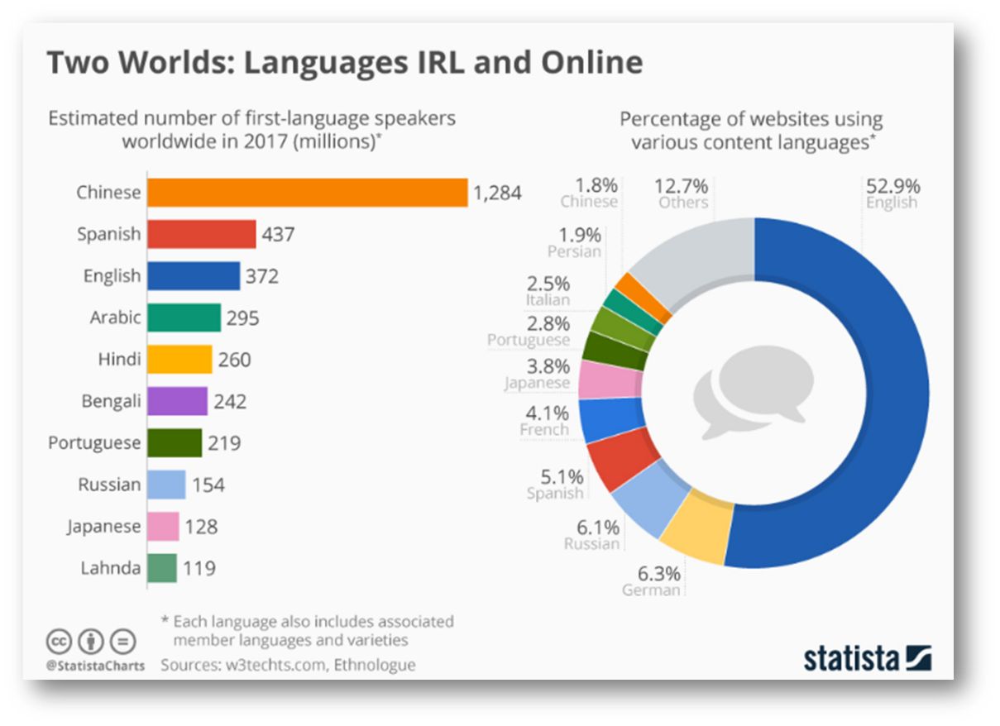 Two Worlds: Languages IRL and Online
Estimated number of first-language speakers
worldwide in 2017 (millions)*
Chinese 1,284
Spanish 437
English 372
Arabic 295
Hindi 260
Bengali 242
Portuguese 219
Russian 154
Japanese 128
Lahnda 119
Percentage of websites using
various content languages*
52.9%
English
12.7%
Others
1.8%
Chinese
1.9%
Persian
2.5%
Italian
2.8%
Portuguese
3.8%
Japanese
4.1%
French
5.1%
Spanish
6.1%
Russian
6.3%
German
* Each language also includes associated
member languages and varieties
cc
@StatistaCharts
Sources: w3techts.com, Ethnologue
statista